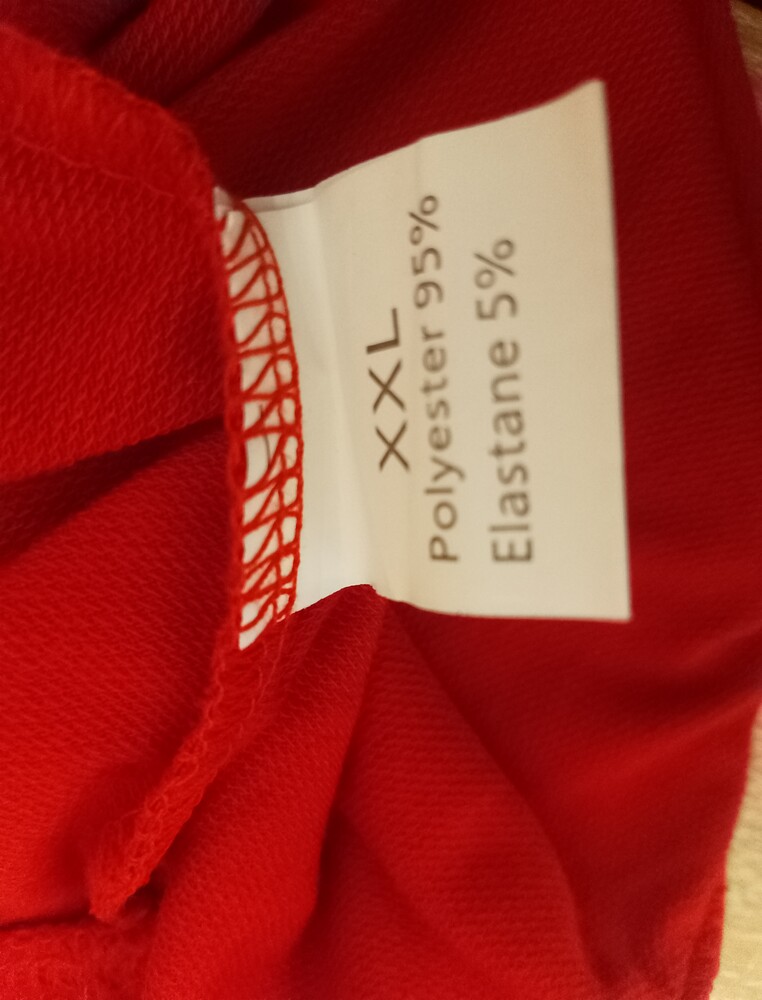 XXL
Polyester 95%
Elastane 5%